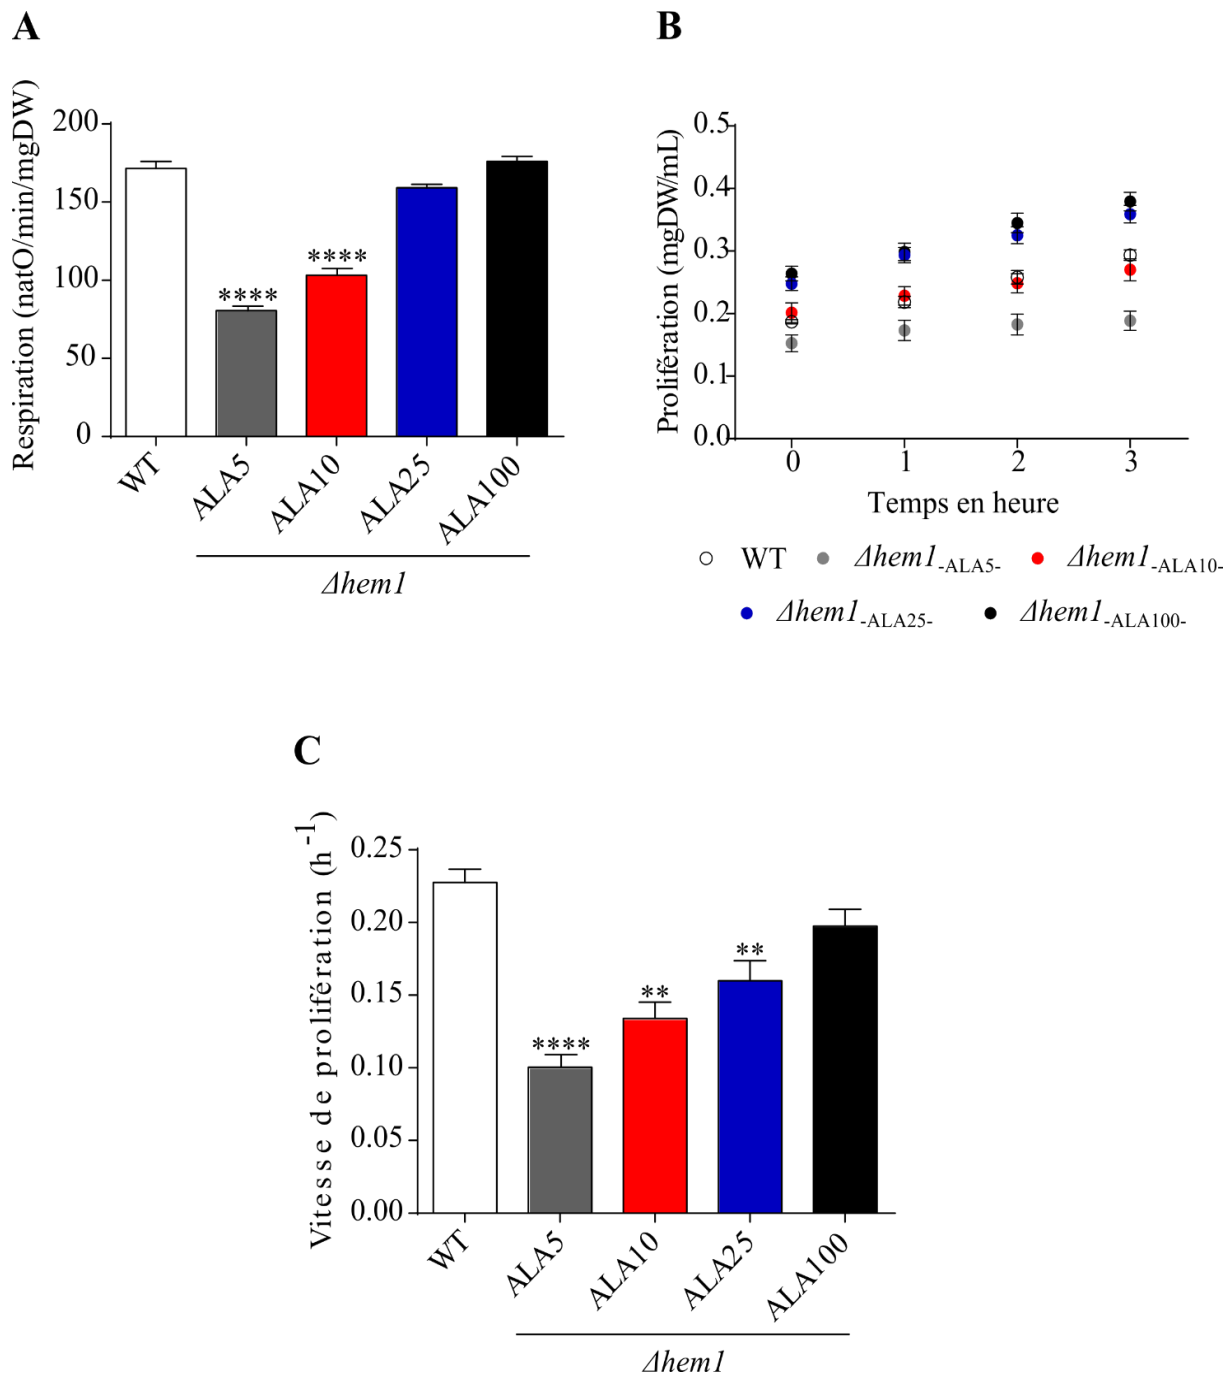 A
Respiration (natO/min/mgDW)
200
150
100
50
0
****
****
WT
ALA5
ALA10
ALA25
ALA100
Δhem1
B
Prolifération (mgDW/mL)
0.5
0.4
0.3
0.2
0.1
0.0
0 1 2 3
Temps en heure
WT Δhem1-ALA5- Δhem1-ALA10-
Δhem1-ALA25- Δhem1-ALA100-
C
Vitesse de prolifération (h-1)
0.25
0.20
0.15
0.10
0.05
0.00
****
**
**
WT
ALA5
ALA10
ALA25
ALA100
Δhem1